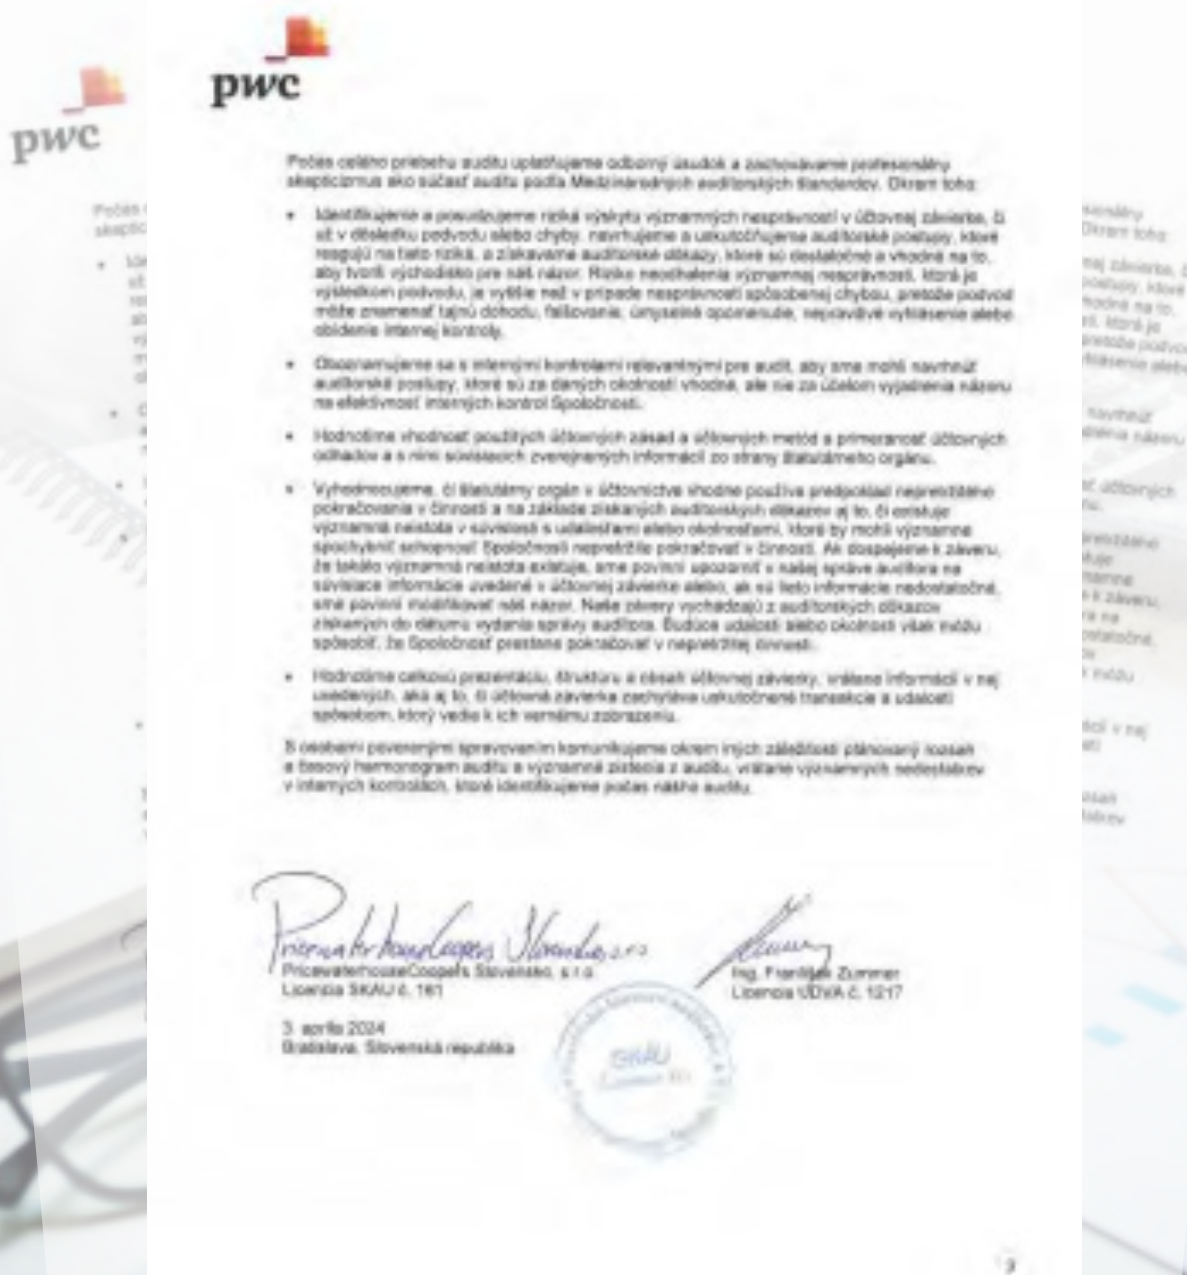 pwc
Počas celého priebehu auditu uplatňujeme odborný úsudok a zachovávame profesionálny
skepticizmus ako súčasť auditu podľa Medzinárodných audítorských štandardov. Okrem toho:
• Identifikujeme a posudzujeme riziká výskytu významných nesprávností v účtovnej závierke, či
už v dôsledku podvodu alebo chyby, navrhujeme a uskutočňujeme audítorské postupy, ktoré
reagujú na tieto riziká, a získavame audítorské dôkazy, ktoré sú dostatočné a vhodné na to,
aby tvorili východisko pre náš názor. Riziko neodhalenia významnej nesprávnosti, ktorá je
výsledkom podvodu, je vyššie než v prípade nesprávnosti spôsobenej chybou, pretože podvod
môže znamenať tajnú dohodu, falšovanie, úmyselné opomenutie, nepravdivé vyhlásenie alebo
obídenie internej kontroly.
• Oboznamujeme sa s internými kontrolami relevantnými pre audit, aby sme mohli navrhnúť
audítorské postupy, ktoré sú za daných okolností vhodné, ale nie za účelom vyjadrenia názoru
na efektívnosť interných kontrol Spoločnosti.
• Hodnotíme vhodnosť použitých účtovných zásad a účtovných metód a primeranosť účtovných
odhadov a s nimi súvisiacich zverejnených informácií zo strany štatutárneho orgánu.
• Vyhodnocujeme, či štatutárny orgán v účtovníctve vhodne používa predpoklad nepretržitého
pokračovania v činnosti a na základe získaných audítorských dôkazov aj to, či existuje
významná neistota v súvislosti s udalosťami alebo okolnosťami, ktoré by mohli významne
spochybniť schopnosť Spoločnosti nepretržite pokračovať v činnosti. Ak dospejeme k záveru,
že takáto významná neistota existuje, sme povinní upozorniť v našej správe audítora na
súvisiace informácie uvedené v účtovnej závierke alebo, ak sú tieto informácie nedostatočné,
sme povinní modifikovať náš názor. Naše závery vychádzajú z audítorských dôkazov
získaných do dátumu vydania správy audítora. Budúce udalosti alebo okolnosti však môžu
spôsobiť, že Spoločnosť prestane pokračovať v nepretržitej činnosti.
• Hodnotíme celkovú prezentáciu, štruktúru a obsah účtovnej závierky, vrátane informácií v nej
uvedených, ako aj to, či účtovná závierka zachytáva uskutočnené transakcie a udalosti
spôsobom, ktorý vedie k ich vernému zobrazeniu.
S osobami poverenými spravovaním komunikujeme okrem iných záležitostí plánovaný rozsah
a časový harmonogram auditu a významné zistenia z auditu, vrátane významných nedostatkov
v interných kontrolách, ktoré identifikujeme počas nášho auditu.
PricewaterhouseCoopers Slovensko s.r.o.
PricewaterhouseCoopers Slovensko, s.r.o.
Licencia SKAU č. 161
Ing. František Zummer
Licencia UDVA č. 1217
3. apríla 2024
Bratislava, Slovenská republika
SKAU
pwc